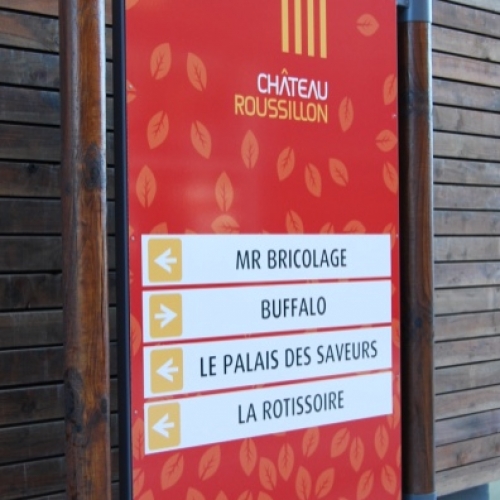 CHÂTEAU
ROUSSILLON
MR BRICOLAGE
BUFFALO
LE PALAIS DES SAVEURS
LA ROTISSOIRE